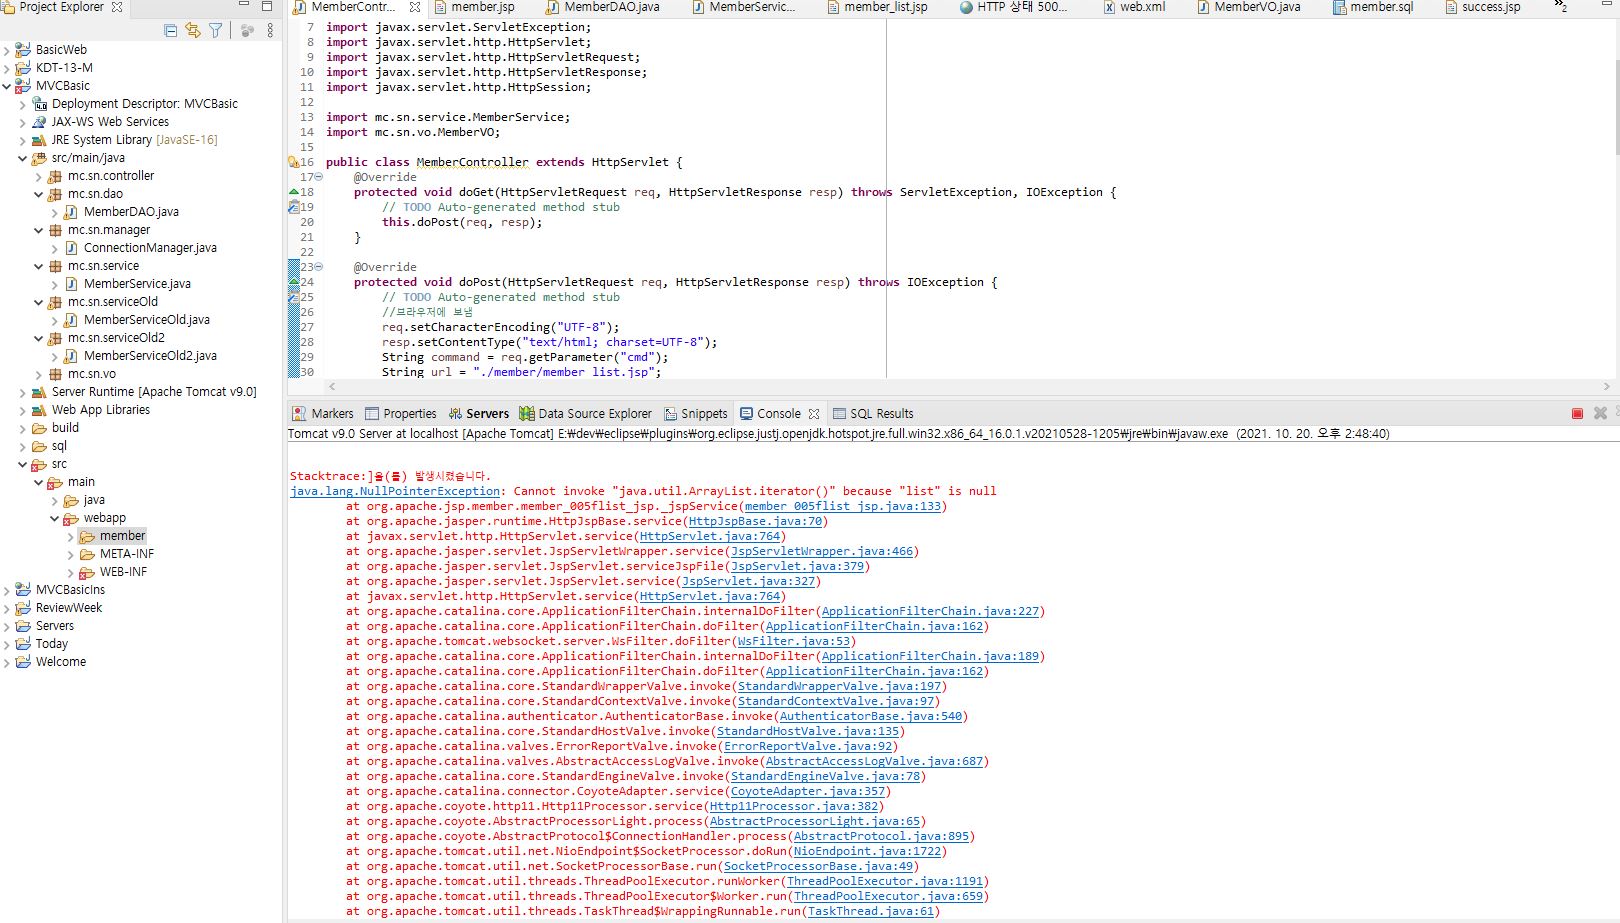 Project Explorer
BasicWeb
KDT-13-M
MVCBasic
Deployment Descriptor: MVCBasic
JAX-WS Web Services
JRE System Library [JavaSE-16]
src/main/java
mc.sn.controller
mc.sn.dao
MemberDAO.java
mc.sn.manager
ConnectionManager.java
mc.sn.service
MemberService.java
mc.sn.serviceOld
MemberServiceOld.java
mc.sn.serviceOld2
MemberServiceOld2.java
mc.sn.vo
Server Runtime [Apache Tomcat v9.0]
Web App Libraries
build
sql
src
main
java
webapp
member
META-INF
WEB-INF
MVCBasicIns
ReviewWeek
Servers
Today
Welcome
MemberContr... member.jsp MemberDAO.java MemberServic... member_list.jsp HTTP 상태 500... web.xml MemberVO.java member.sql success.jsp »2
7 import javax.servlet.ServletException;
8 import javax.servlet.http.HttpServlet;
9 import javax.servlet.http.HttpServletRequest;
10 import javax.servlet.http.HttpServletResponse;
11 import javax.servlet.http.HttpSession;
12
13 import mc.sn.service.MemberService;
14 import mc.sn.vo.MemberVO;
15
16 public class MemberController extends HttpServlet {
17 @Override
18 protected void doGet(HttpServletRequest req, HttpServletResponse resp) throws ServletException, IOException {
19 // TODO Auto-generated method stub
20 this.doPost(req, resp);
21 }
22
23 @Override
24 protected void doPost(HttpServletRequest req, HttpServletResponse resp) throws IOException {
25 // TODO Auto-generated method stub
26 //브라우저에 보냄
27 req.setCharacterEncoding("UTF-8");
28 resp.setContentType("text/html; charset=UTF-8");
29 String command = req.getParameter("cmd");
30 String url = "./member/member_list.jsp";
Markers Properties Servers Data Source Explorer Snippets Console SQL Results
Tomcat v9.0 Server at localhost [Apache Tomcat] E:₩dev₩eclipse₩plugins₩org.eclipse.justj.openjdk.hotspot.jre.full.win32.x86_64_16.0.1.v20210528-1205₩jre₩bin₩javaw.exe (2021. 10. 20. 오후 2:48:40)
Stacktrace:]을(를) 발생시켰습니다.
java.lang.NullPointerException: Cannot invoke "java.util.ArrayList.iterator()" because "list" is null
at org.apache.jsp.member.member_005flist_jsp._jspService(member_005flist_jsp.java:133)
at org.apache.jasper.runtime.HttpJspBase.service(HttpJspBase.java:70)
at javax.servlet.http.HttpServlet.service(HttpServlet.java:764)
at org.apache.jasper.servlet.JspServletWrapper.service(JspServletWrapper.java:466)
at org.apache.jasper.servlet.JspServlet.serviceJspFile(JspServlet.java:379)
at org.apache.jasper.servlet.JspServlet.service(JspServlet.java:327)
at javax.servlet.http.HttpServlet.service(HttpServlet.java:764)
at org.apache.catalina.core.ApplicationFilterChain.internalDoFilter(ApplicationFilterChain.java:227)
at org.apache.catalina.core.ApplicationFilterChain.doFilter(ApplicationFilterChain.java:162)
at org.apache.tomcat.websocket.server.WsFilter.doFilter(WsFilter.java:53)
at org.apache.catalina.core.ApplicationFilterChain.internalDoFilter(ApplicationFilterChain.java:189)
at org.apache.catalina.core.ApplicationFilterChain.doFilter(ApplicationFilterChain.java:162)
at org.apache.catalina.core.StandardWrapperValve.invoke(StandardWrapperValve.java:197)
at org.apache.catalina.core.StandardContextValve.invoke(StandardContextValve.java:97)
at org.apache.catalina.authenticator.AuthenticatorBase.invoke(AuthenticatorBase.java:540)
at org.apache.catalina.core.StandardHostValve.invoke(StandardHostValve.java:135)
at org.apache.catalina.valves.ErrorReportValve.invoke(ErrorReportValve.java:92)
at org.apache.catalina.valves.AbstractAccessLogValve.invoke(AbstractAccessLogValve.java:687)
at org.apache.catalina.core.StandardEngineValve.invoke(StandardEngineValve.java:78)
at org.apache.catalina.connector.CoyoteAdapter.service(CoyoteAdapter.java:357)
at org.apache.coyote.http11.Http11Processor.service(Http11Processor.java:382)
at org.apache.coyote.AbstractProcessorLight.process(AbstractProcessorLight.java:65)
at org.apache.coyote.AbstractProtocol$ConnectionHandler.process(AbstractProtocol.java:895)
at org.apache.tomcat.util.net.NioEndpoint$SocketProcessor.doRun(NioEndpoint.java:1722)
at org.apache.tomcat.util.net.SocketProcessorBase.run(SocketProcessorBase.java:49)
at org.apache.tomcat.util.threads.ThreadPoolExecutor.runWorker(ThreadPoolExecutor.java:1191)
at org.apache.tomcat.util.threads.ThreadPoolExecutor$Worker.run(ThreadPoolExecutor.java:659)
at org.apache.tomcat.util.threads.TaskThread$WrappingRunnable.run(TaskThread.java:61)